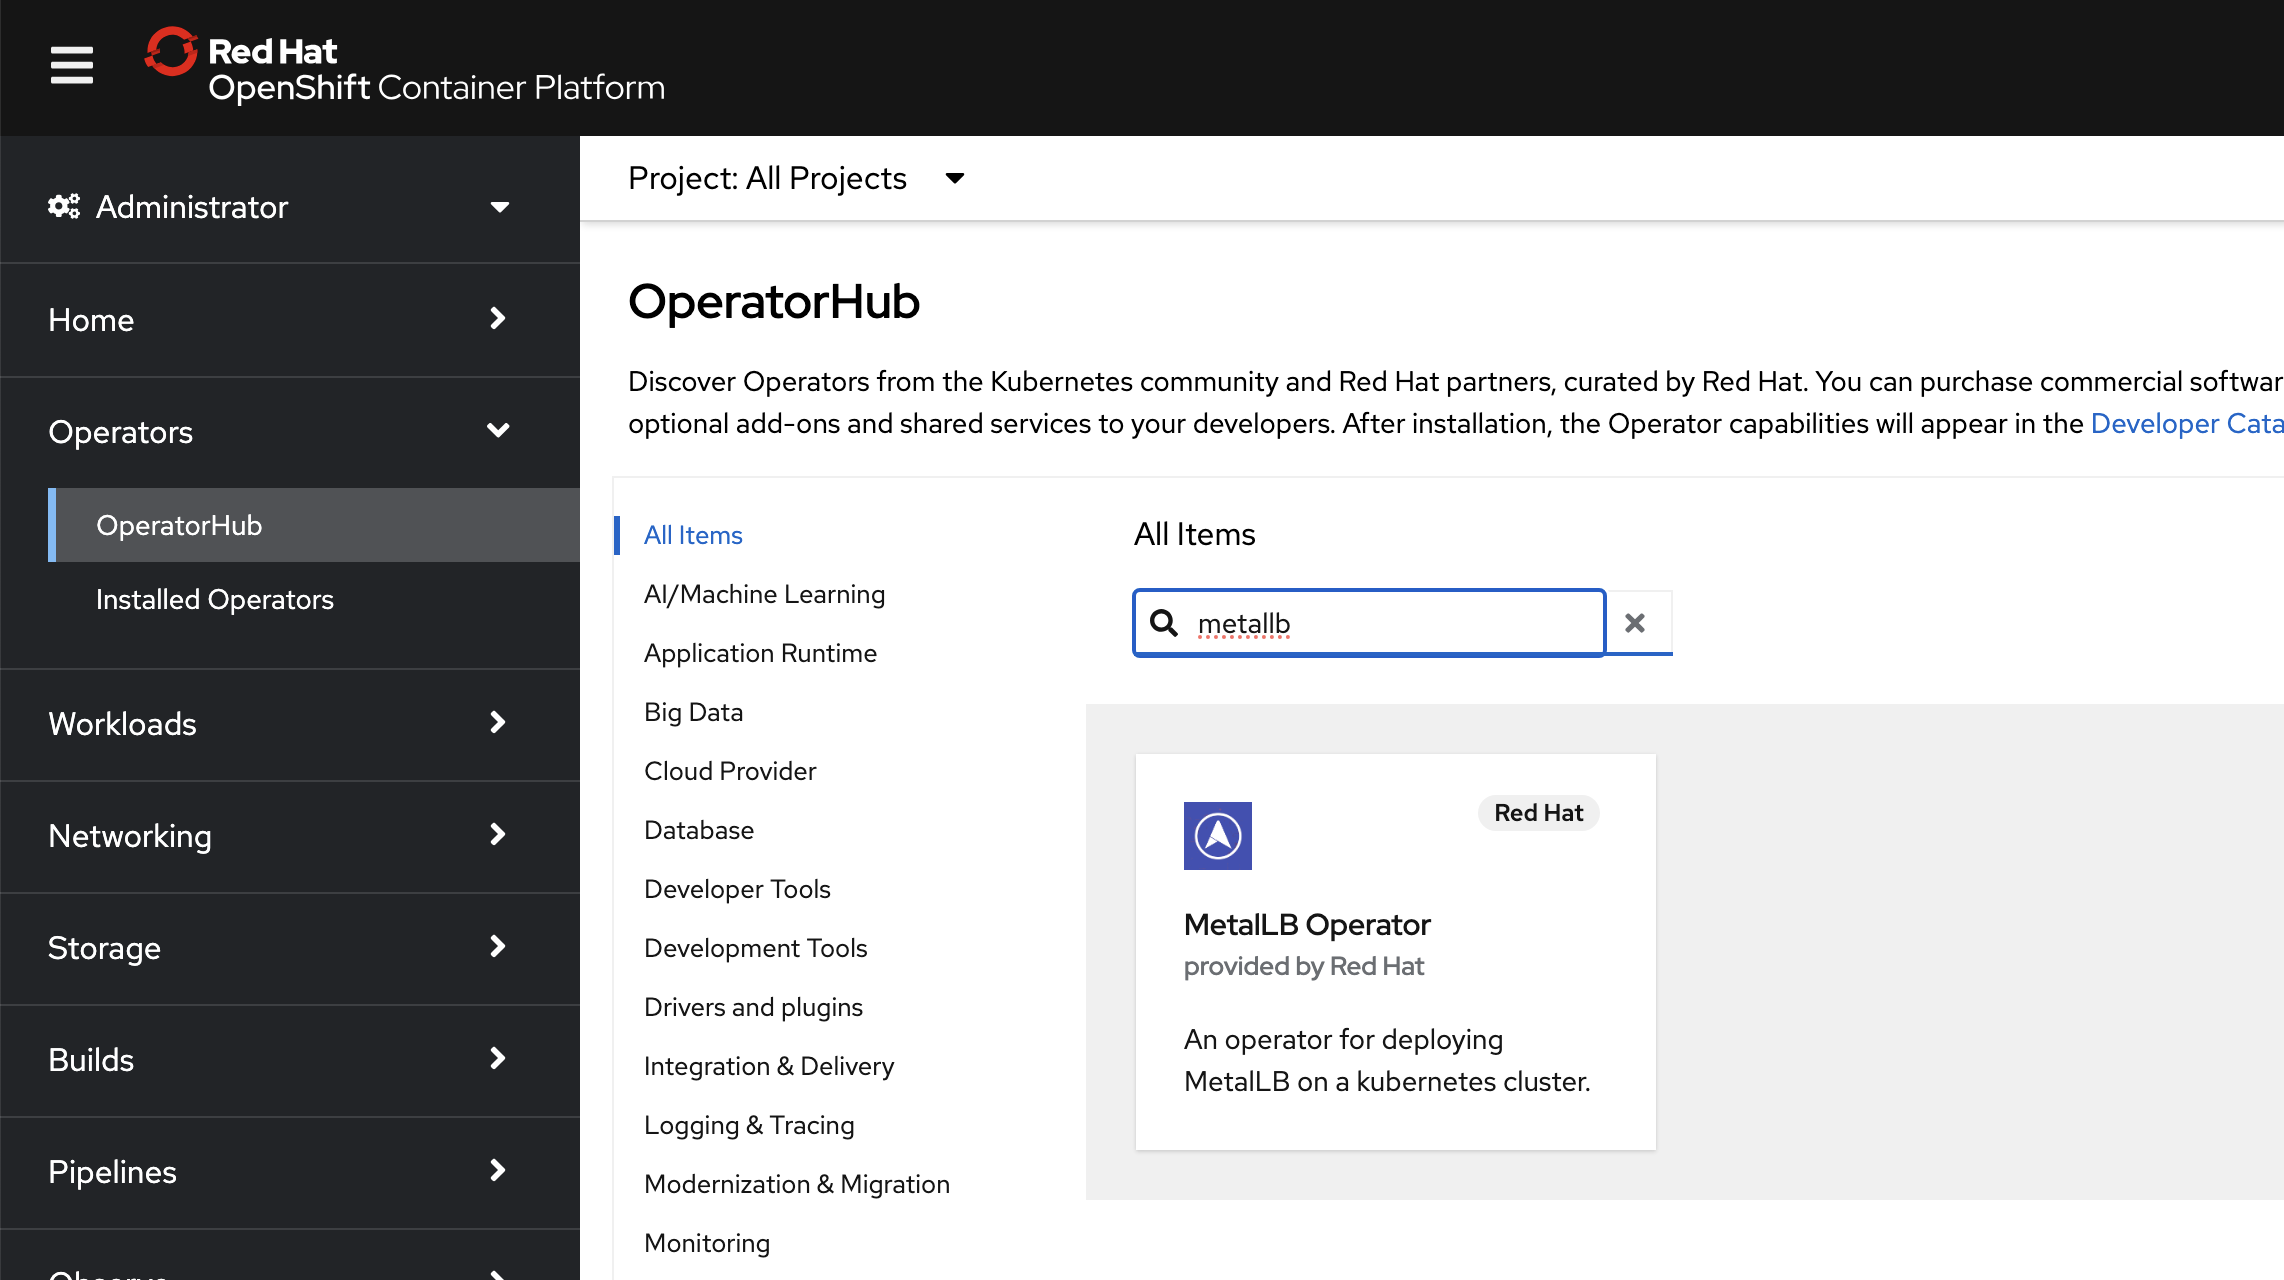 Red Hat
OpenShift Container Platform
Administrator
Home
Operators
OperatorHub
Installed Operators
Workloads
Networking
Storage
Builds
Pipelines
Observe
Project: All Projects
OperatorHub
Discover Operators from the Kubernetes community and Red Hat partners, curated by Red Hat. You can purchase commercial softwar
optional add-ons and shared services to your developers. After installation, the Operator capabilities will appear in the Developer Cata
All Items
AI/Machine Learning
Application Runtime
Big Data
Cloud Provider
Database
Developer Tools
Development Tools
Drivers and plugins
Integration & Delivery
Logging & Tracing
Modernization & Migration
Monitoring
All Items
metallb
Red Hat
MetalLB Operator
provided by Red Hat
An operator for deploying
MetalLB on a kubernetes cluster.